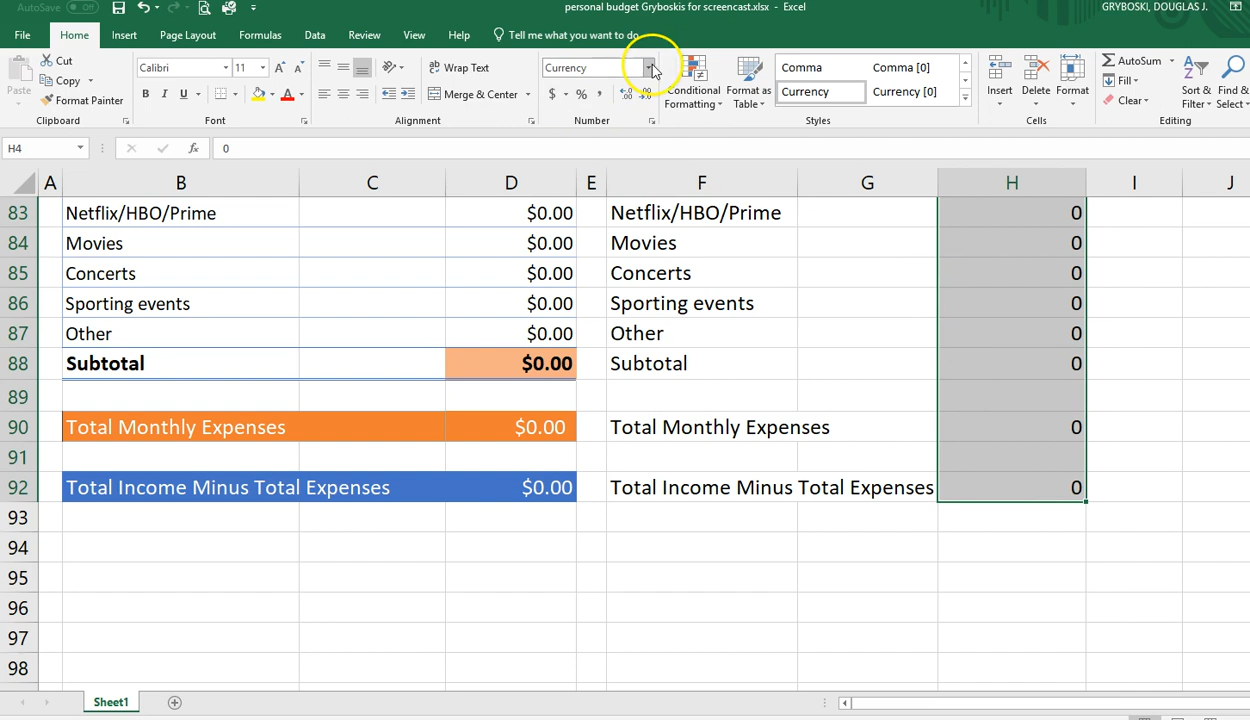 AutoSave Off
personal budget Gryboskis for screencast.xlsx - Excel
GRYBOSKI, DOUGLAS J.
File Home Insert Page Layout Formulas Data Review View Help Tell me what you want to do
Paste
Cut
Copy
Format Painter
Clipboard
Calibri 11
B I U A
Font
Wrap Text
Merge & Center
Alignment
Currency
$ % ,
Number
Conditional Formatting
Format as Table
Comma Comma [0]
Currency Currency [0]
Styles
Insert Delete Format
Cells
AutoSum
Fill
Clear
Sort & Filter
Find & Select
Editing
H4 fx 0
A B C D E F G H I J
83 Netflix/HBO/Prime $0.00 Netflix/HBO/Prime 0
84 Movies $0.00 Movies 0
85 Concerts $0.00 Concerts 0
86 Sporting events $0.00 Sporting events 0
87 Other $0.00 Other 0
88 Subtotal $0.00 Subtotal 0
89
90 Total Monthly Expenses $0.00 Total Monthly Expenses 0
91
92 Total Income Minus Total Expenses $0.00 Total Income Minus Total Expenses 0
93
94
95
96
97
98
Sheet1